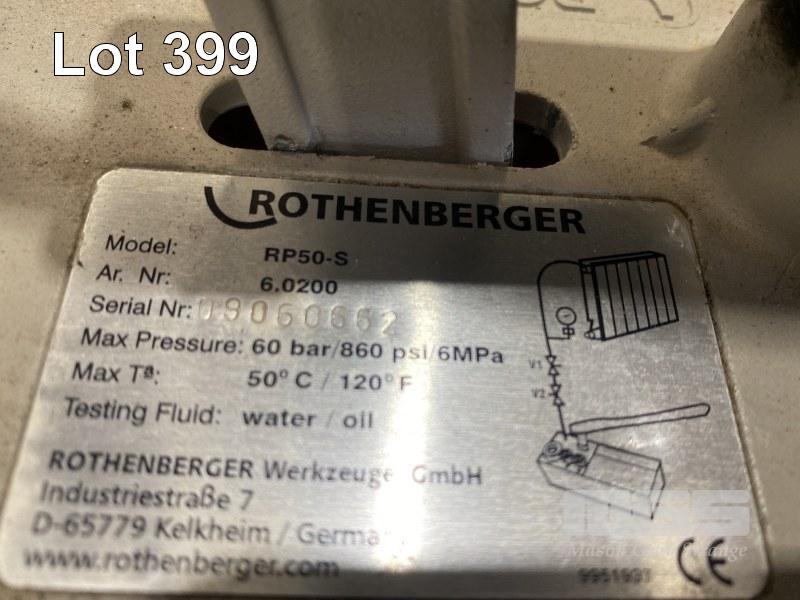 Lot 399
ROTHENBERGER
Model: RP50-S
Ar. Nr: 6.0200
Serial Nr: 09060662
Max Pressure: 60 bar/860 psi/6MPa
Max Tª: 50° C / 120° F
Testing Fluid: water / oil
V1
V2
ROTHENBERGER Werkzeuge GmbH
Industriestraße 7
D-65779 Kelkheim / Germa
www.rothenberger.com
CE